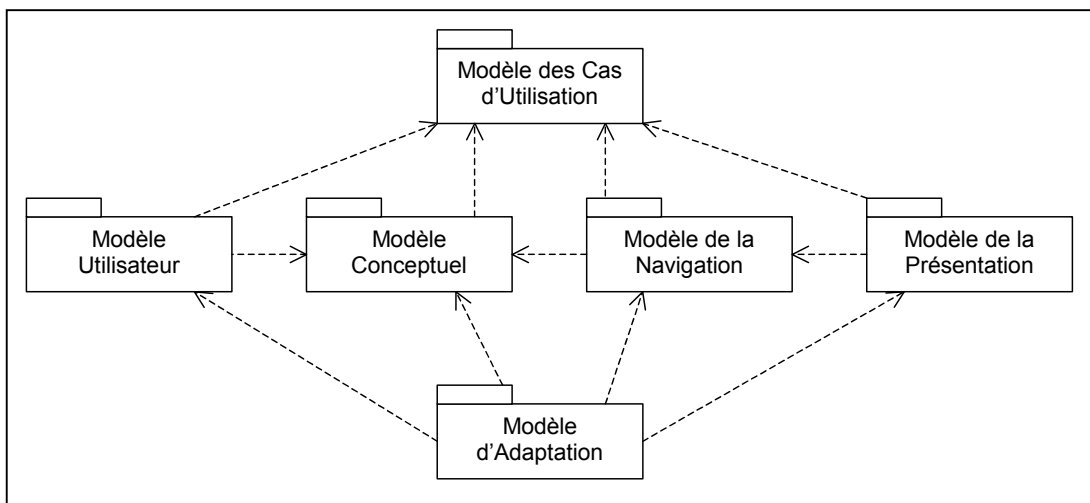 Modèle des Cas
d'Utilisation
Modèle
Utilisateur
Modèle
Conceptuel
Modèle de la
Navigation
Modèle de la
Présentation
Modèle
d'Adaptation